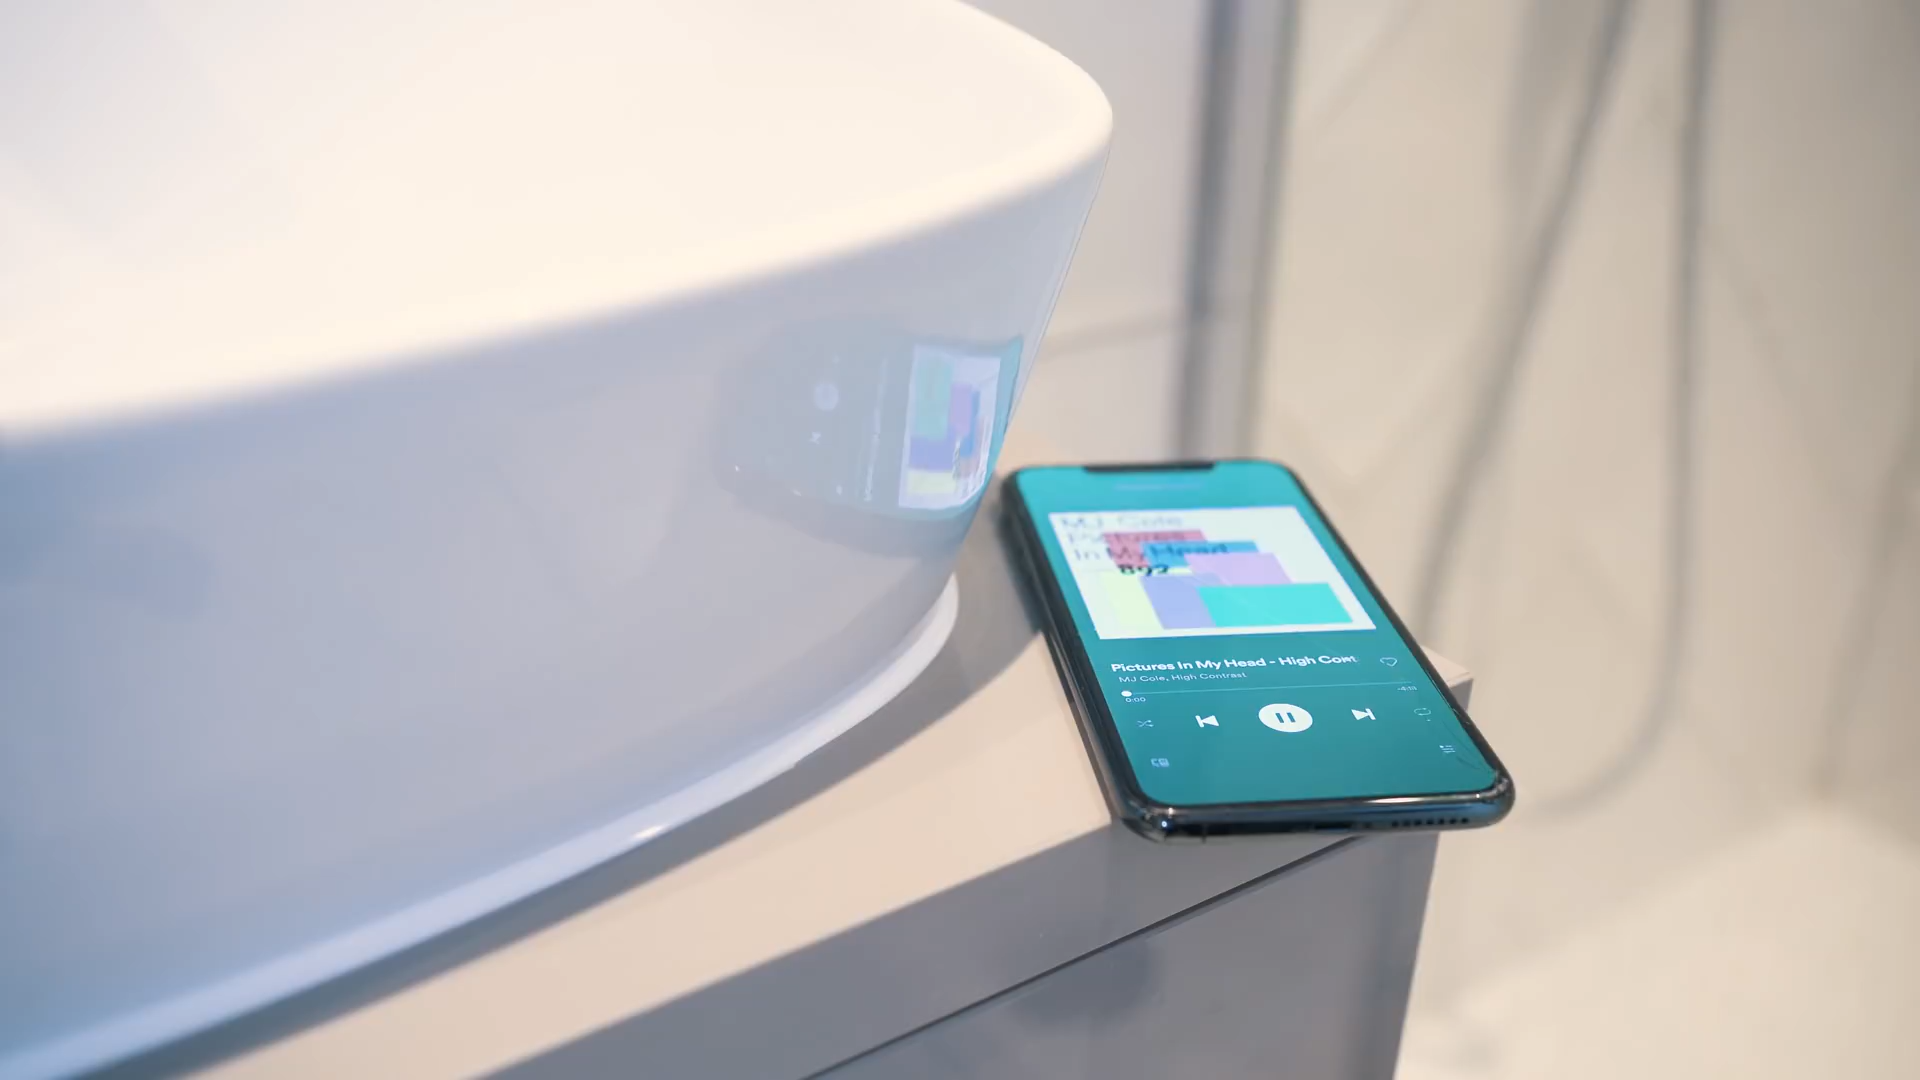 MJ Cole
Pictures
In My Head
Pictures In My Head - High Cont
MJ Cole, High Contrast
0:00